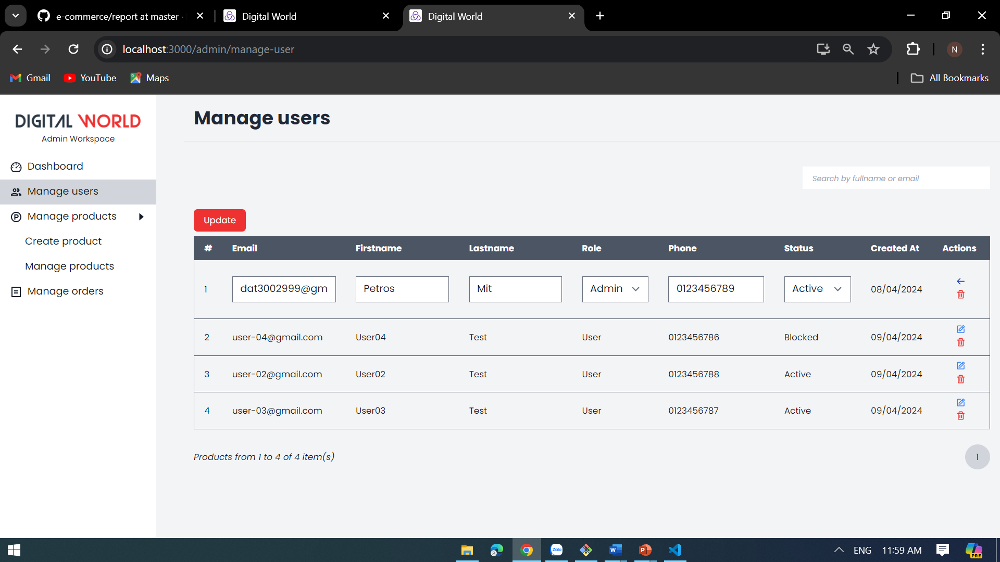 e-commerce/report at master ·
Digital World
Digital World
localhost:3000/admin/manage-user
N
Gmail
YouTube
Maps
All Bookmarks
DIGITAL WORLD
Admin Workspace
Dashboard
Manage users
Manage products
Create product
Manage products
Manage orders
Manage users
Search by fullname or email
Update
# Email Firstname Lastname Role Phone Status Created At Actions
1 dat3002999@gm Petros Mit Admin 0123456789 Active 08/04/2024
2 user-04@gmail.com User04 Test User 0123456786 Blocked 09/04/2024
3 user-02@gmail.com User02 Test User 0123456788 Active 09/04/2024
4 user-03@gmail.com User03 Test User 0123456787 Active 09/04/2024
Products from 1 to 4 of 4 item(s)
1
Zalo
W
P
ENG
11:59 AM
PRE